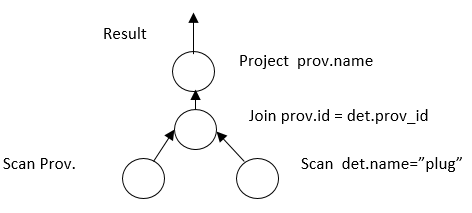 Result
Project prov.name
Join prov.id = det.prov_id
Scan Prov.
Scan det.name=”plug”